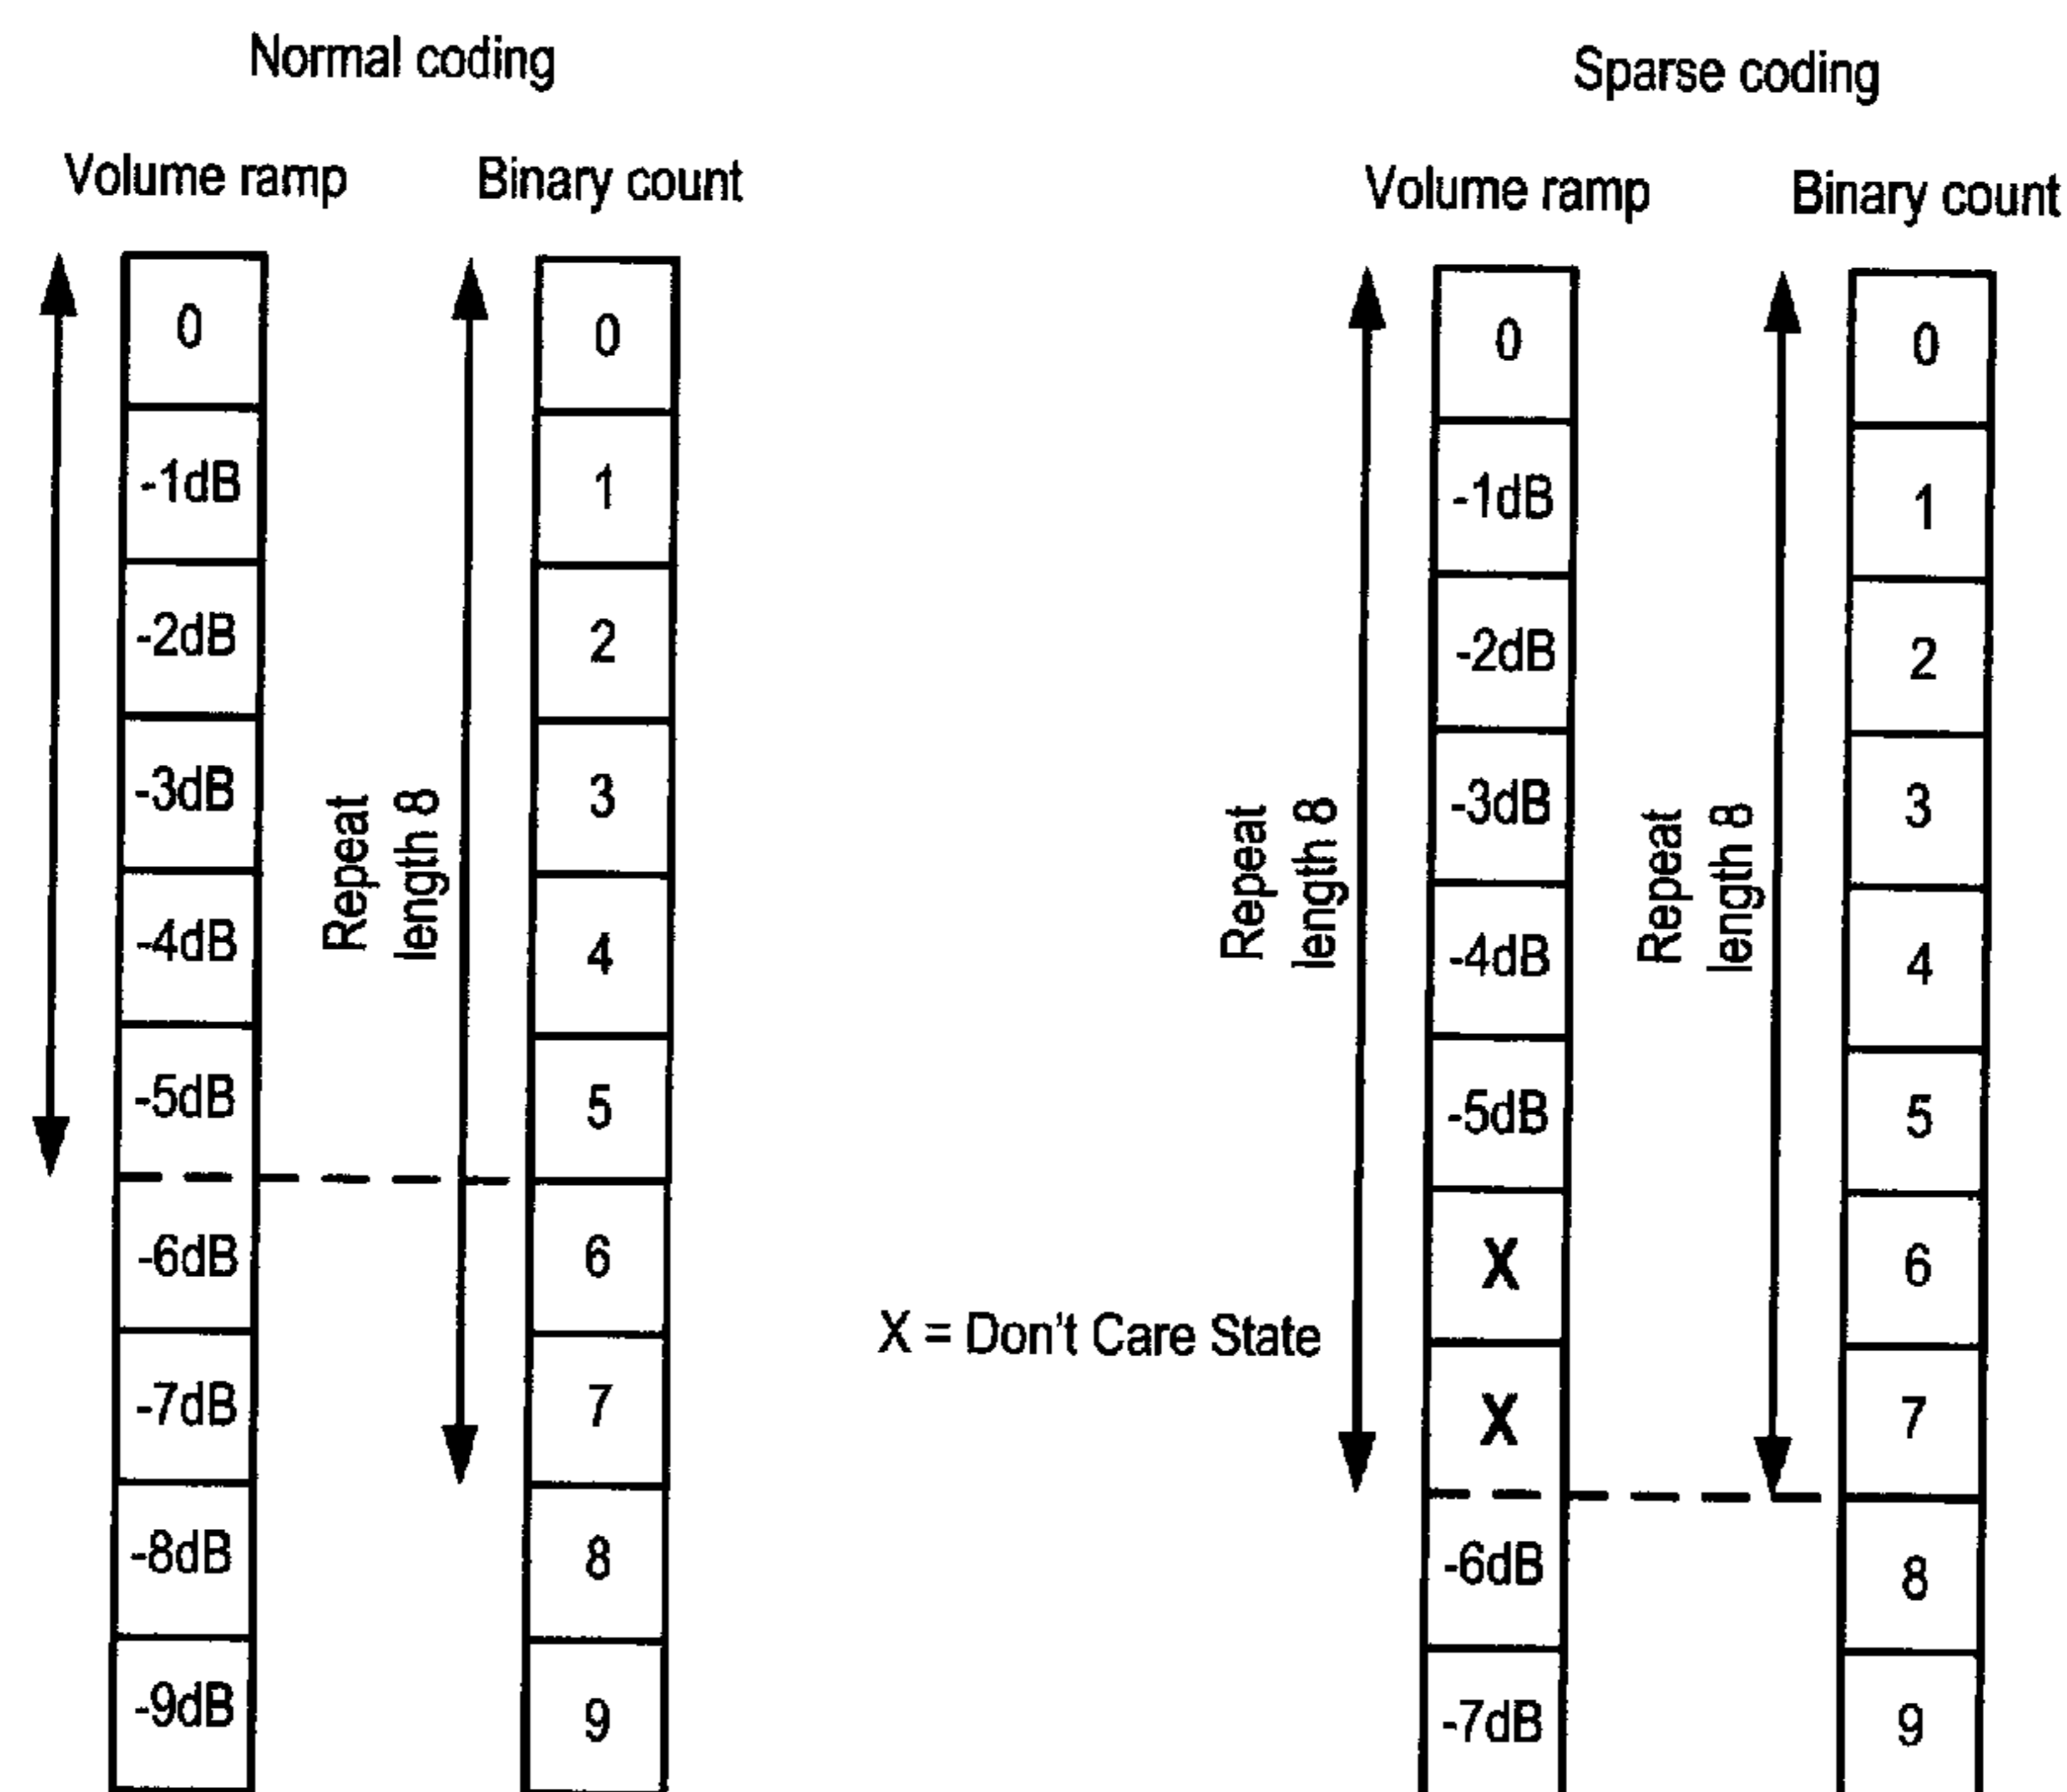 Normal coding
Volume ramp
Binary count
0
-1dB
-2dB
-3dB
-4dB
-5dB
-6dB
-7dB
-8dB
-9dB
Repeat
length 8
0
1
2
3
4
5
6
7
8
9
X = Don't Care State
Sparse coding
Volume ramp
Binary count
Repeat
length 8
0
-1dB
-2dB
-3dB
-4dB
-5dB
X
X
-6dB
-7dB
Repeat
length 8
0
1
2
3
4
5
6
7
8
9